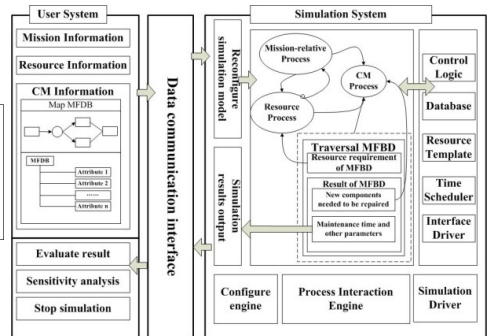 User System
Mission Information
Resource Information
CM Information
Map MFDB
MFDB
Attribute 1
Attribute 2
......
Attribute n
Evaluate result
Sensitivity analysis
Stop simulation
Data communication interface
Simulation System
Reconfigure
simulation model
Simulation
results output
Mission-relative
Process
CM
Process
Resource
Process
Traversal MFBD
Resource requirement
of MFBD
Result of MFBD
New components
needed to be repaired
Maintenance time and
other parameters
Control
Logic
Database
Resource
Template
Time
Scheduler
Interface
Driver
Configure
engine
Process Interaction
Engine
Simulation
Driver